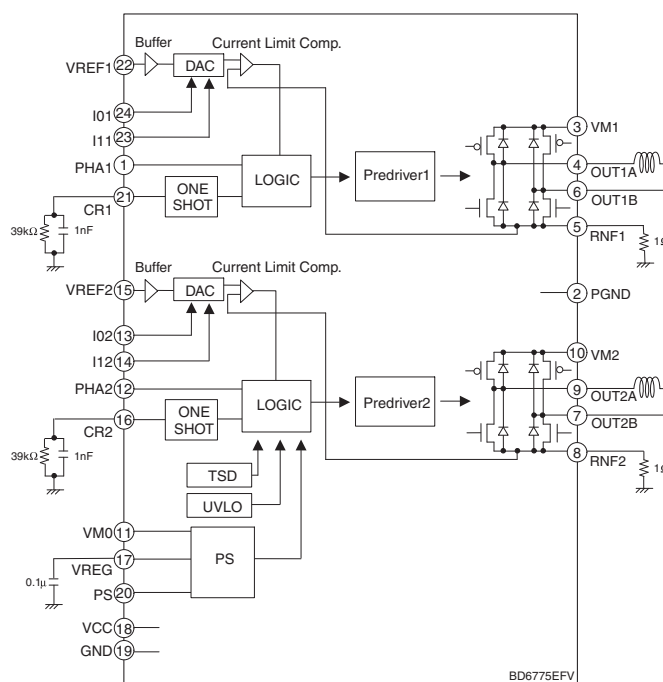 Buffer
Current Limit Comp.
VREF1 22
DAC
I01 24
I11 23
PHA1 1
21
CR1
39kΩ
1nF
ONE
SHOT
LOGIC
Predriver1
3 VM1
4
OUT1A
6
OUT1B
5
RNF1
1Ω
2 PGND
Buffer
Current Limit Comp.
VREF2 15
DAC
I02 13
I12 14
PHA2 12
16
CR2
39kΩ
1nF
ONE
SHOT
LOGIC
Predriver2
10 VM2
9
OUT2A
7
OUT2B
8
RNF2
1Ω
TSD
UVLO
VM0 11
17
VREG
0.1μ
PS 20
PS
VCC 18
GND 19
BD6775EFV